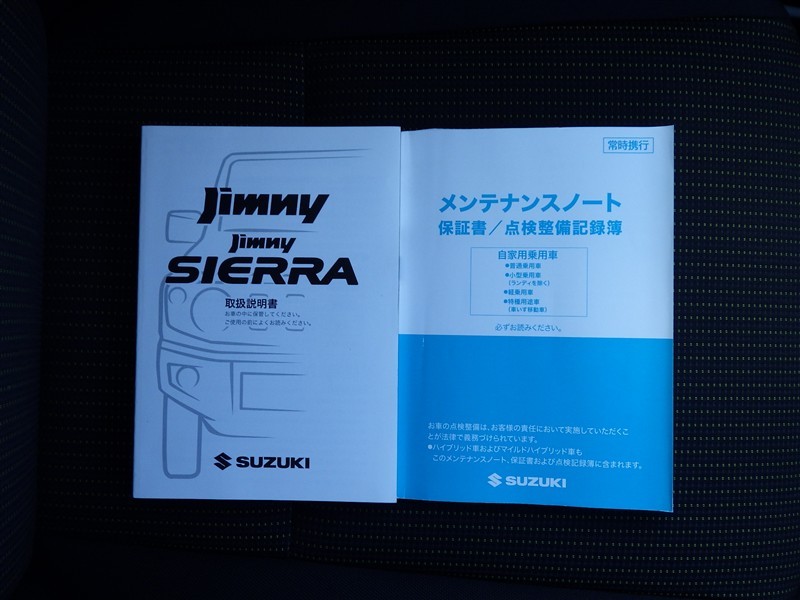 Jimny
Jimny
SIERRA
取扱説明書
お車の中に保管してください。
ご使用の前によくお読みください。
SUZUKI
常時携行
メンテナンスノート
保証書／点検整備記録簿
自家用乗用車
●普通乗用車
●小型乗用車
(ランディを除く)
●軽乗用車
●特種用途車
(車いす移動車)
必ずお読みください。
お車の点検整備は、お客様の責任において実施していただくこ
とが法律で義務づけられています。
●ハイブリッド車およびマイルドハイブリッド車も
このメンテナンスノート、保証書および点検記録簿に含まれます。
SUZUKI